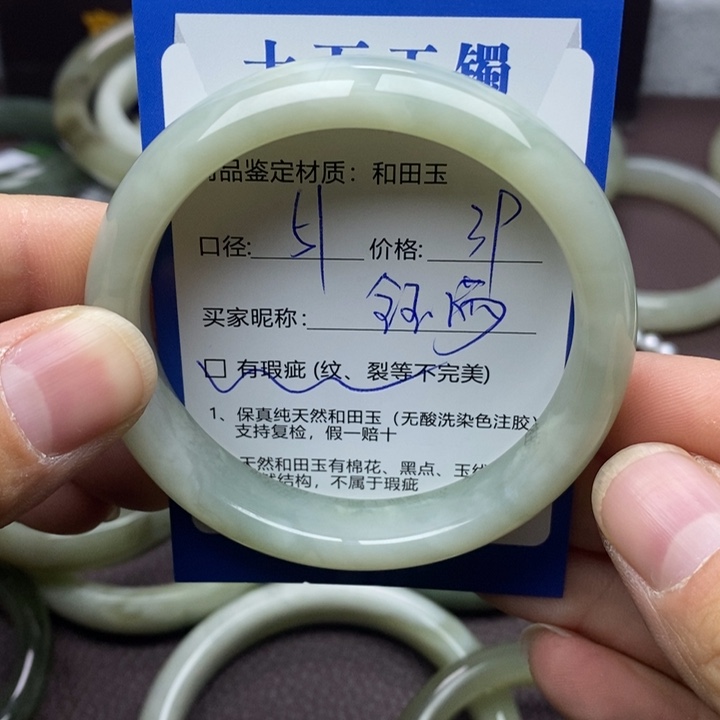 品鉴定材质：和田玉
口径: 51 价格: 3P
买家昵称：钰
□ 有瑕疵 (纹、裂等不完美)
1、保真纯天然和田玉（无酸洗染色注胶）
支持复检，假一赔十
天然和田玉有棉花、黑点、玉
结构，不属于瑕疵